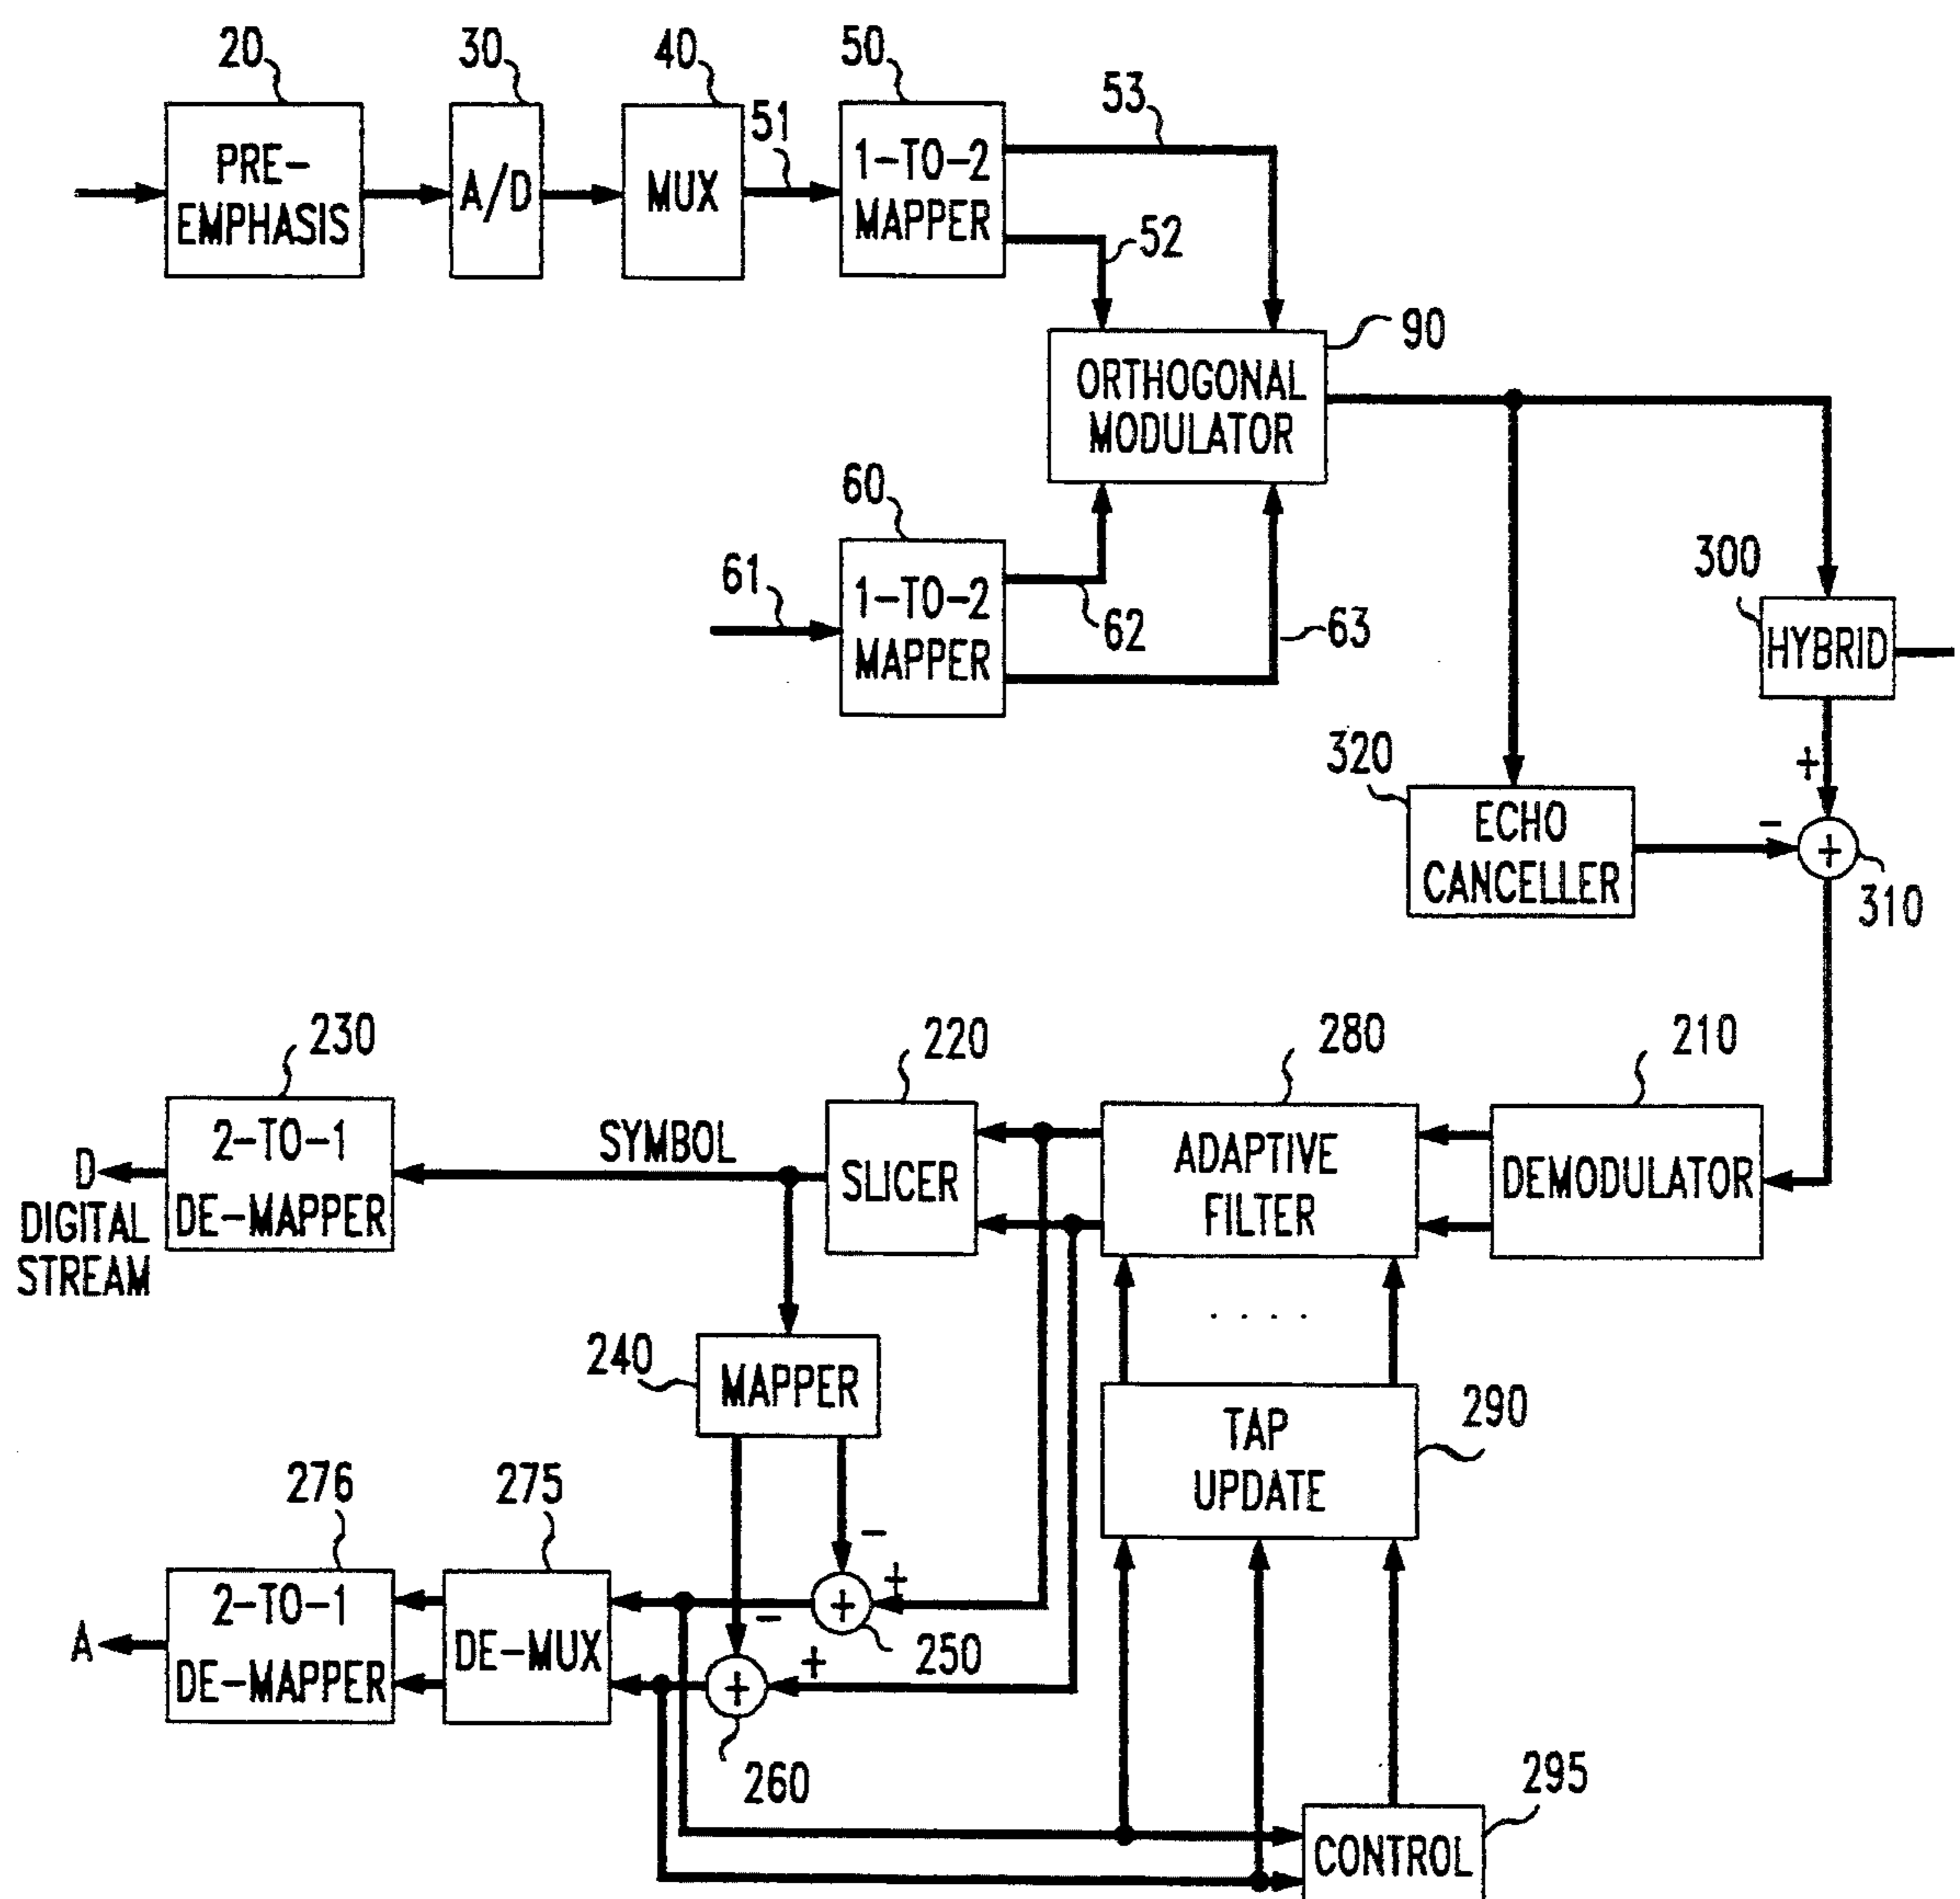 20
30
40
50
51
53
PRE-
EMPHASIS
A/D
MUX
1-TO-2
MAPPER
52
90
ORTHOGONAL
MODULATOR
60
61
1-TO-2
MAPPER
62
63
300
HYBRID
320
+
ECHO
CANCELLER
-
+
310
230
220
280
210
2-TO-1
DE-MAPPER
SYMBOL
SLICER
ADAPTIVE
FILTER
DEMODULATOR
D
DIGITAL
STREAM
. . . .
240
MAPPER
TAP
UPDATE
290
276
275
-
+
+
250
2-TO-1
DE-MAPPER
DE-MUX
-
+
+
A
260
295
CONTROL